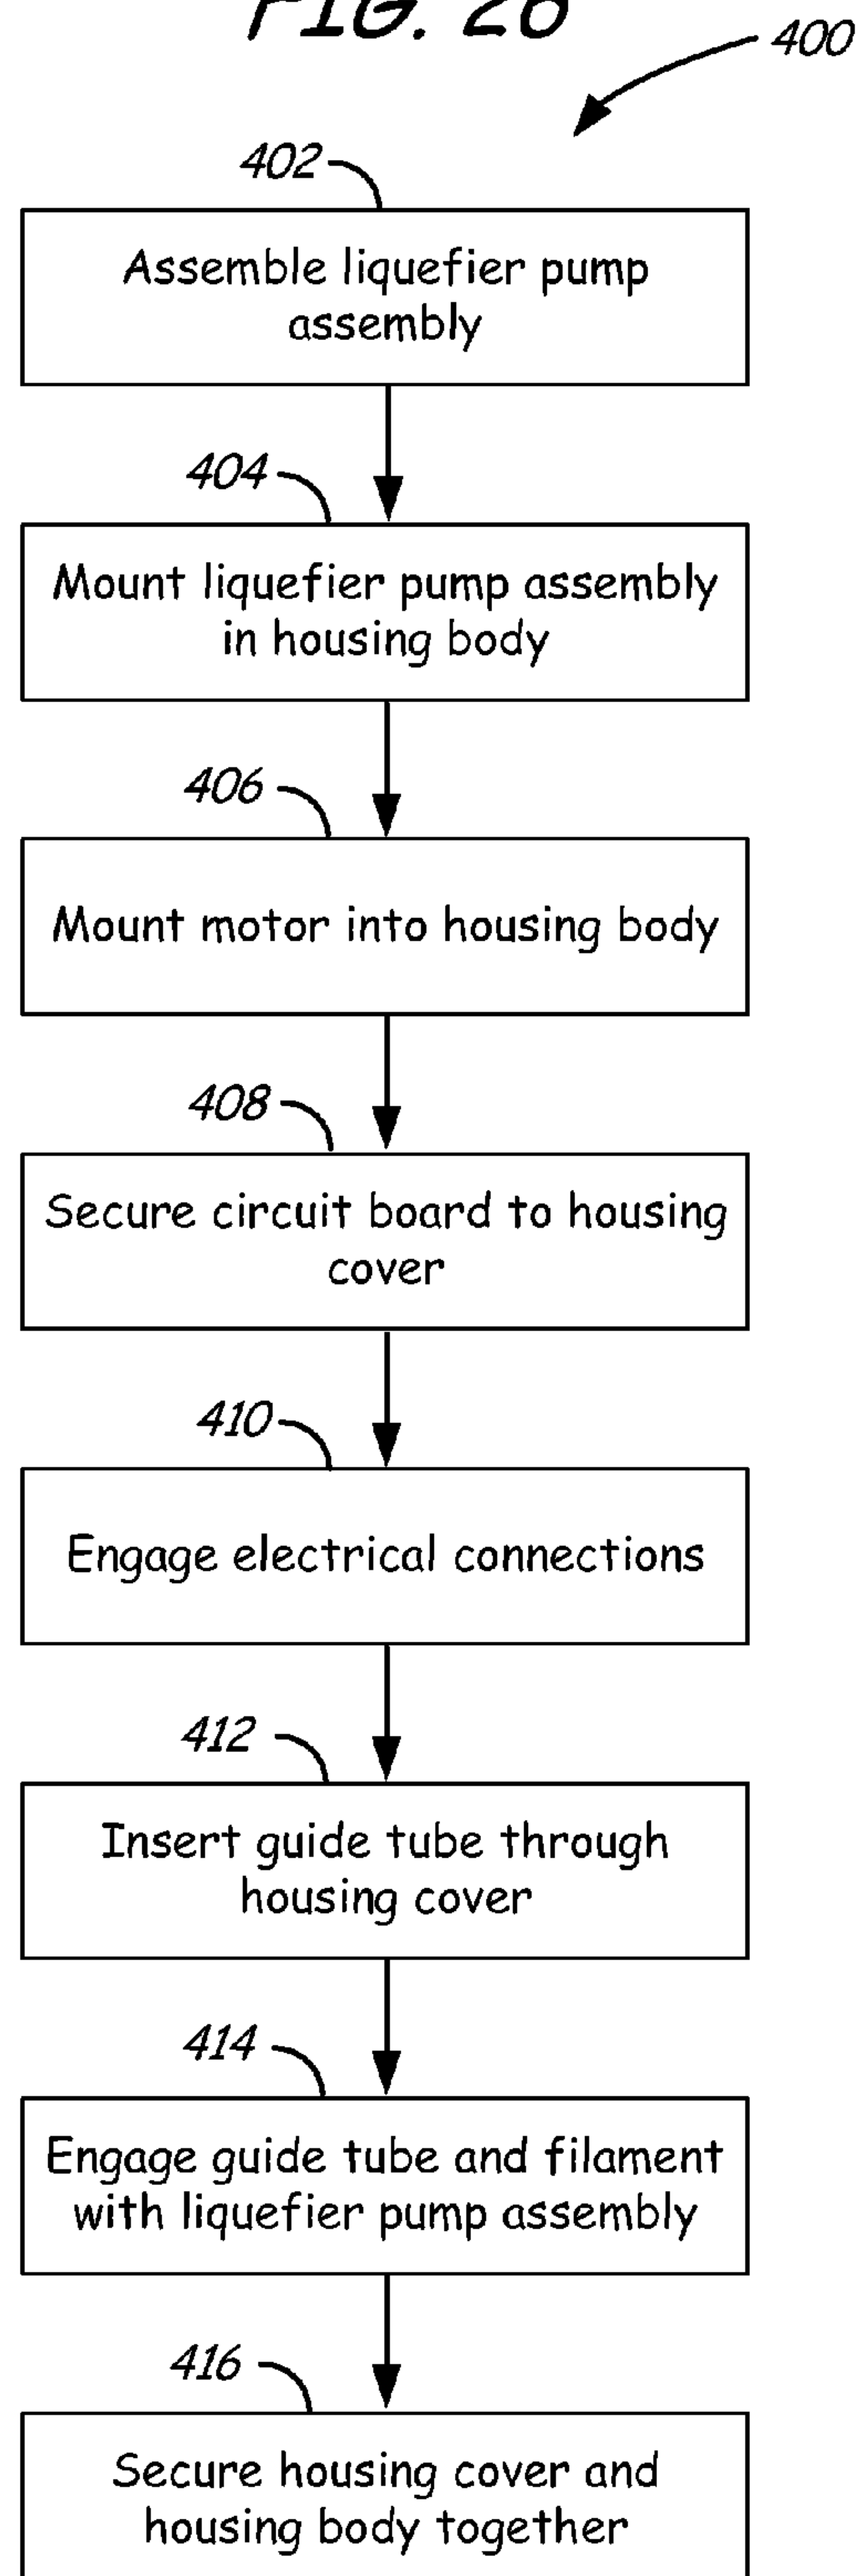 FIG. 26
400
402
Assemble liquefier pump
assembly
404
Mount liquefier pump assembly
in housing body
406
Mount motor into housing body
408
Secure circuit board to housing
cover
410
Engage electrical connections
412
Insert guide tube through
housing cover
414
Engage guide tube and filament
with liquefier pump assembly
416
Secure housing cover and
housing body together